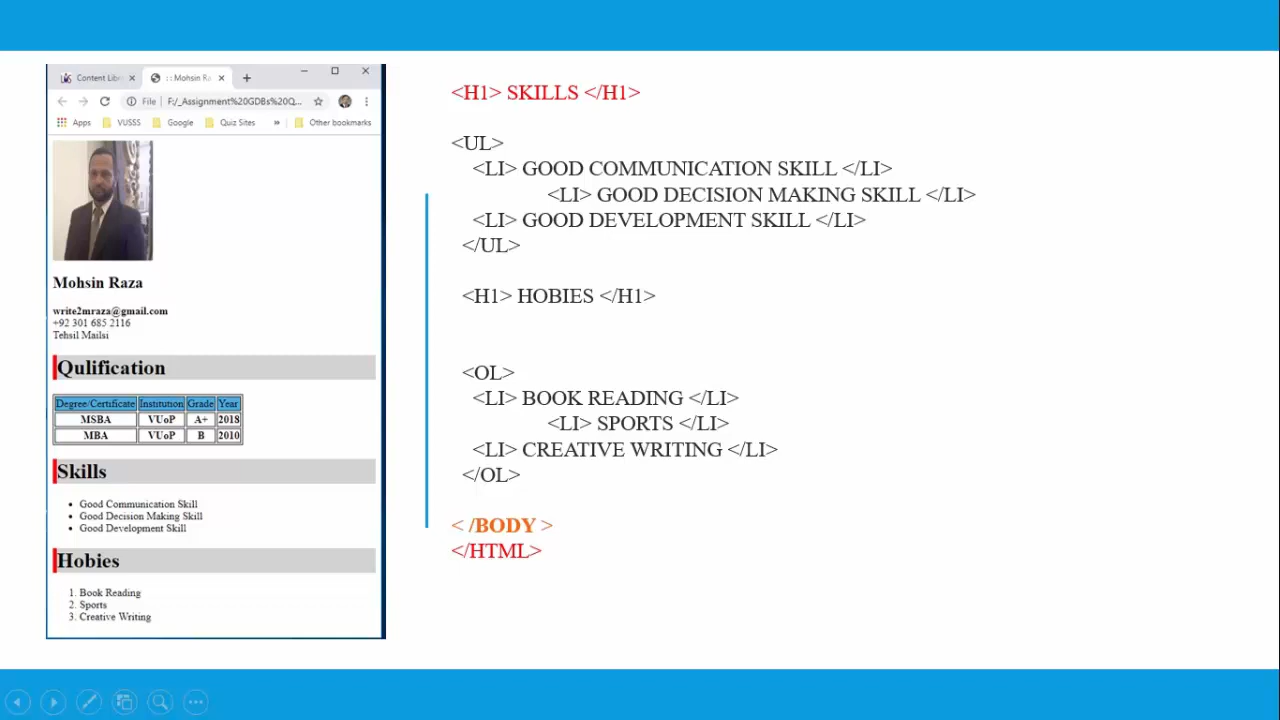 Content Libr
: : Mohsin Ra
File
F:/_Assignment%20GDBs%20Q...
Apps
VUSSS
Google
Quiz Sites
»
Other bookmarks
Mohsin Raza
write2mraza@gmail.com
+92 301 685 2116
Tehsil Mailsi
Qulification
Degree/Certificate Institution Grade Year
MSBA VUoP A+ 2018
MBA VUoP B 2010
Skills
• Good Communication Skill
• Good Decision Making Skill
• Good Development Skill
Hobies
1. Book Reading
2. Sports
3. Creative Writing
<H1> SKILLS </H1>
<UL>
<LI> GOOD COMMUNICATION SKILL </LI>
<LI> GOOD DECISION MAKING SKILL </LI>
<LI> GOOD DEVELOPMENT SKILL </LI>
</UL>
<H1> HOBIES </H1>
<OL>
<LI> BOOK READING </LI>
<LI> SPORTS </LI>
<LI> CREATIVE WRITING </LI>
</OL>
< /BODY >
</HTML>